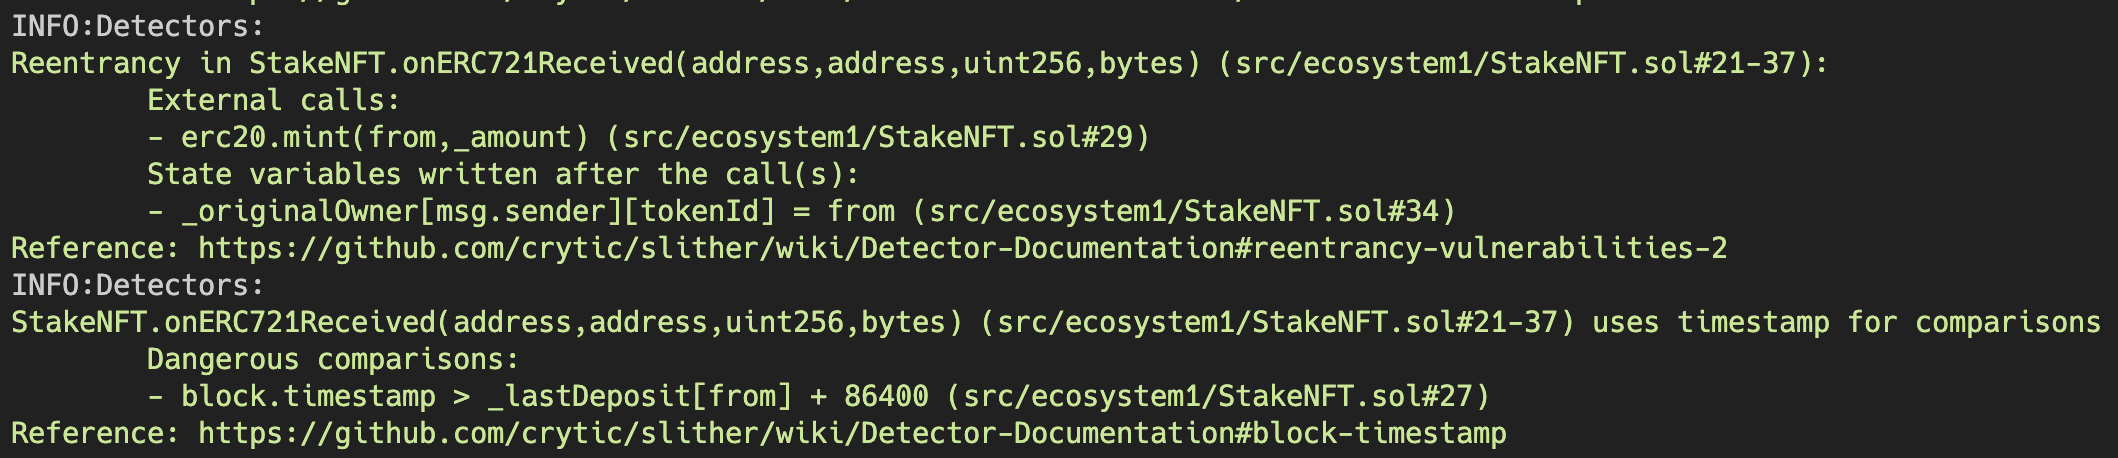 INFO:Detectors:
Reentrancy in StakeNFT.onERC721Received(address,address,uint256,bytes) (src/ecosystem1/StakeNFT.sol#21-37):
External calls:
- erc20.mint(from,_amount) (src/ecosystem1/StakeNFT.sol#29)
State variables written after the call(s):
- _originalOwner[msg.sender][tokenId] = from (src/ecosystem1/StakeNFT.sol#34)
Reference: https://github.com/crytic/slither/wiki/Detector-Documentation#reentrancy-vulnerabilities-2
INFO:Detectors:
StakeNFT.onERC721Received(address,address,uint256,bytes) (src/ecosystem1/StakeNFT.sol#21-37) uses timestamp for comparisons
Dangerous comparisons:
- block.timestamp > _lastDeposit[from] + 86400 (src/ecosystem1/StakeNFT.sol#27)
Reference: https://github.com/crytic/slither/wiki/Detector-Documentation#block-timestamp